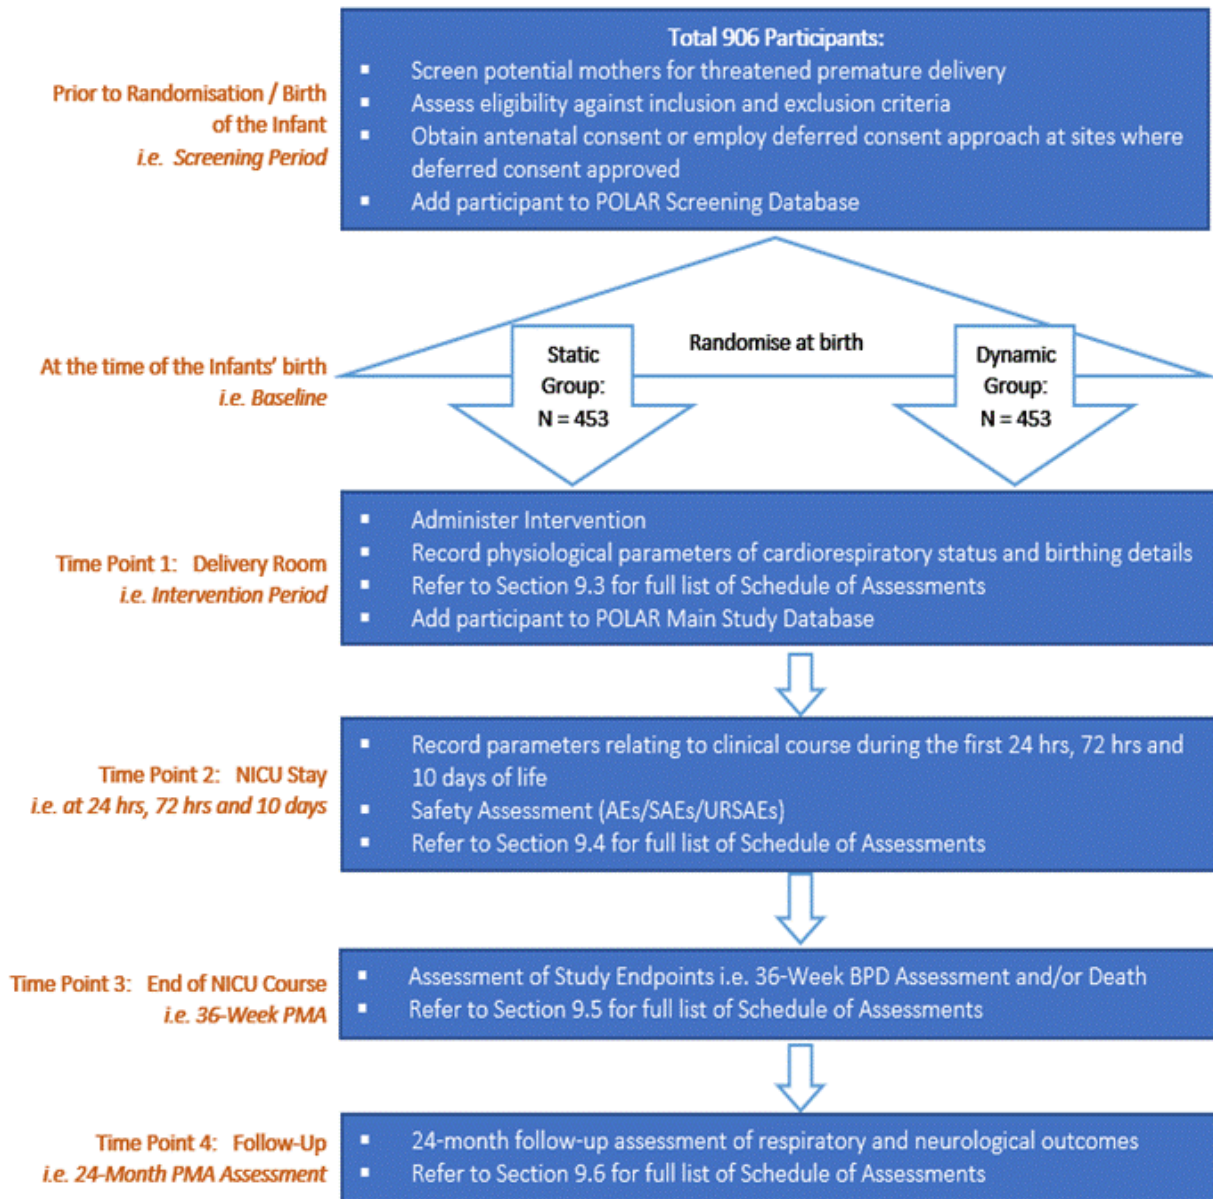 Total 906 Participants:
▪ Screen potential mothers for threatened premature delivery
▪ Assess eligibility against inclusion and exclusion criteria
▪ Obtain antenatal consent or employ deferred consent approach at sites where
deferred consent approved
▪ Add participant to POLAR Screening Database
Prior to Randomisation / Birth
of the Infant
i.e. Screening Period
At the time of the Infants' birth
i.e. Baseline
Static
Group:
N = 453
Randomise at birth
Dynamic
Group:
N = 453
Time Point 1: Delivery Room
i.e. Intervention Period
▪ Administer Intervention
▪ Record physiological parameters of cardiorespiratory status and birthing details
▪ Refer to Section 9.3 for full list of Schedule of Assessments
▪ Add participant to POLAR Main Study Database
Time Point 2: NICU Stay
i.e. at 24 hrs, 72 hrs and 10 days
▪ Record parameters relating to clinical course during the first 24 hrs, 72 hrs and
10 days of life
▪ Safety Assessment (AEs/SAEs/URSAEs)
▪ Refer to Section 9.4 for full list of Schedule of Assessments
Time Point 3: End of NICU Course
i.e. 36-Week PMA
▪ Assessment of Study Endpoints i.e. 36-Week BPD Assessment and/or Death
▪ Refer to Section 9.5 for full list of Schedule of Assessments
Time Point 4: Follow-Up
i.e. 24-Month PMA Assessment
▪ 24-month follow-up assessment of respiratory and neurological outcomes
▪ Refer to Section 9.6 for full list of Schedule of Assessments